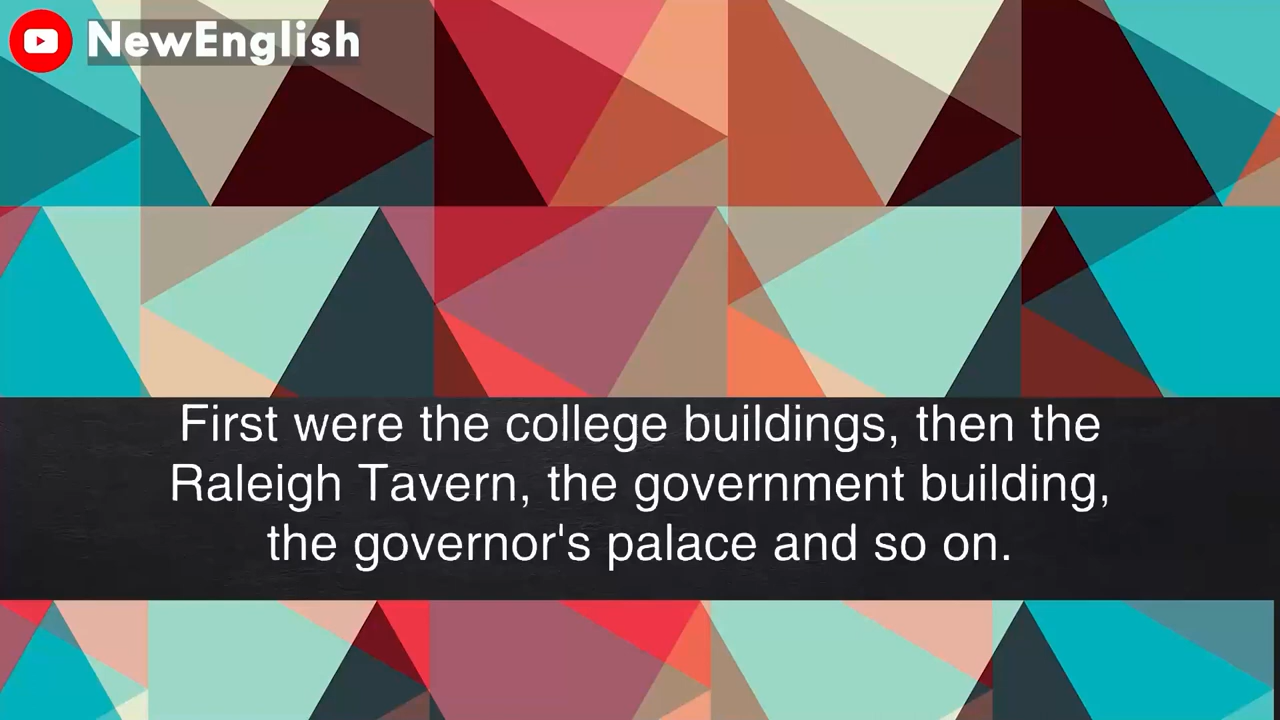 NewEnglish
First were the college buildings, then the
Raleigh Tavern, the government building,
the governor's palace and so on.